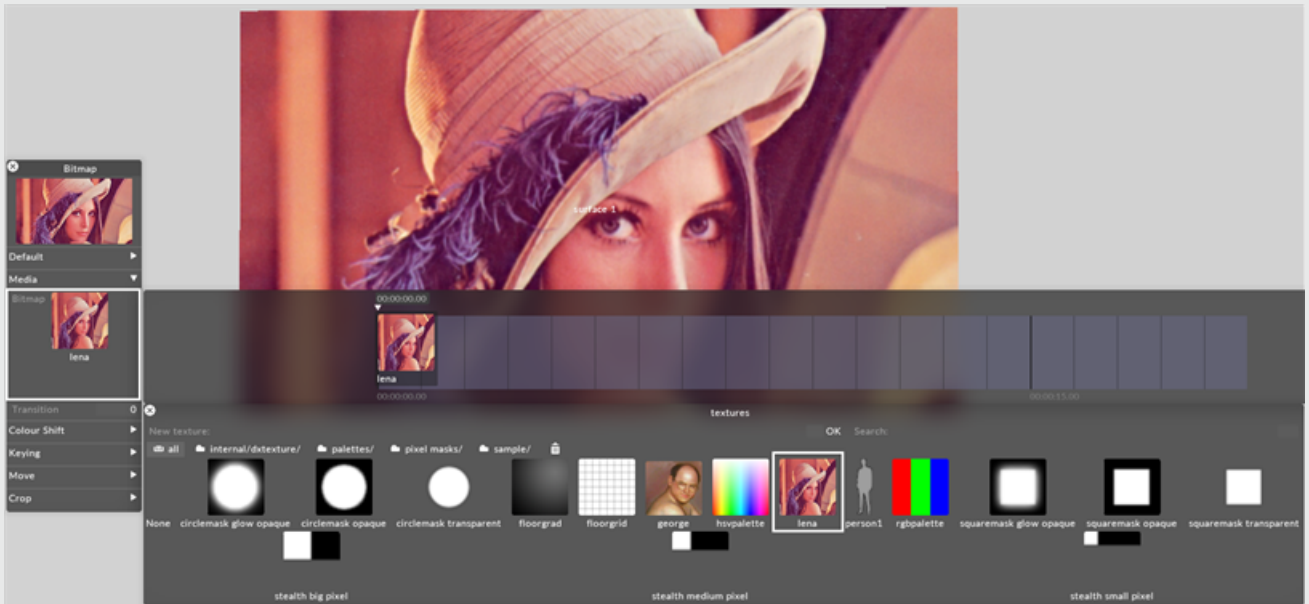 surface 1
Bitmap
Default
Media
Bitmap
lena
Transition 0
Colour Shift
Keying
Move
Crop
00:00:00.00
lena
00:00:00.00 00:00:15.00
textures
New texture: OK Search:
all internal/dxtexture/ palettes/ pixel masks/ sample/
None circlemask glow opaque circlemask opaque circlemask transparent floorgrad floorgrid george hsvpalette lena person1 rgbpalette squaremask glow opaque squaremask opaque squaremask transparent
stealth big pixel stealth medium pixel stealth small pixel